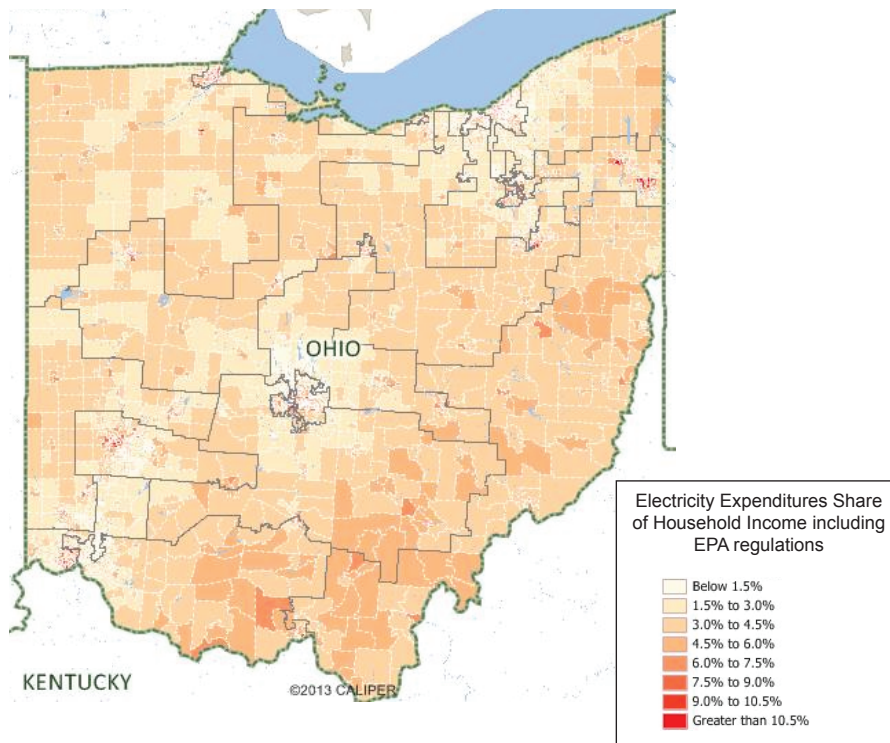 OHIO
KENTUCKY
©2013 CALIPER
Electricity Expenditures Share
of Household Income including
EPA regulations
Below 1.5%
1.5% to 3.0%
3.0% to 4.5%
4.5% to 6.0%
6.0% to 7.5%
7.5% to 9.0%
9.0% to 10.5%
Greater than 10.5%